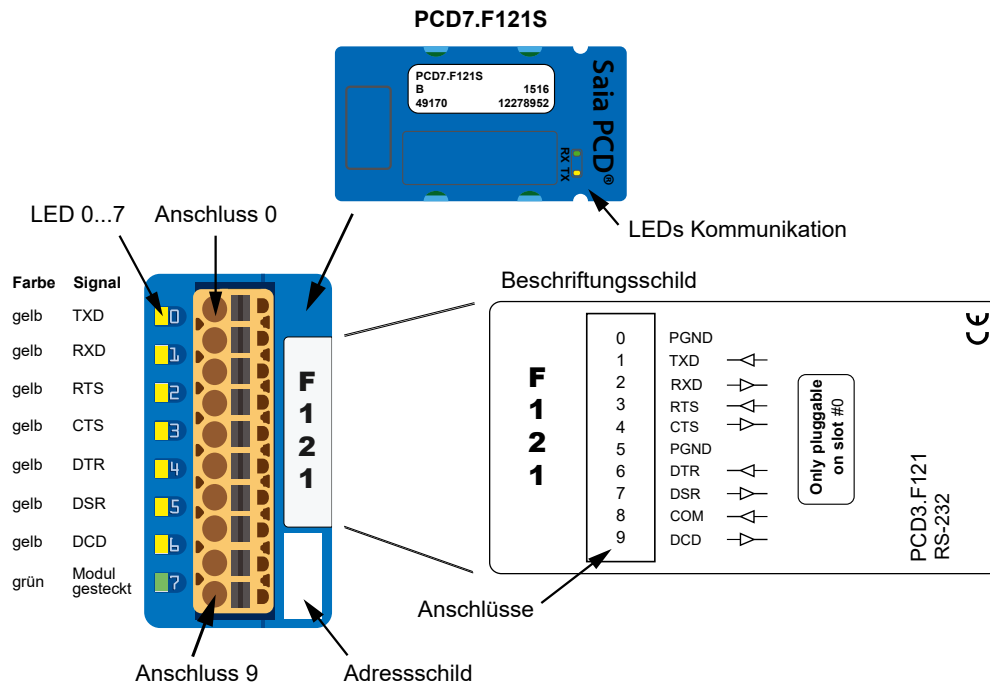 PCD7.F121S
PCD7.F121S
B 1516
49170 12278952
Saia PCD®
RX TX
LED 0...7
Anschluss 0
LEDs Kommunikation
Farbe Signal
gelb TXD
gelb RXD
gelb RTS
gelb CTS
gelb DTR
gelb DSR
gelb DCD
grün Modul
gesteckt
0
1
2
3
4
5
6
7
F
1
2
1
Anschluss 9
Adressschild
Beschriftungsschild
F
1
2
1
0 PGND
1 TXD
2 RXD
3 RTS
4 CTS
5 PGND
6 DTR
7 DSR
8 COM
9 DCD
Only pluggable
on slot #0
PCD3.F121
RS-232
CE
Anschlüsse